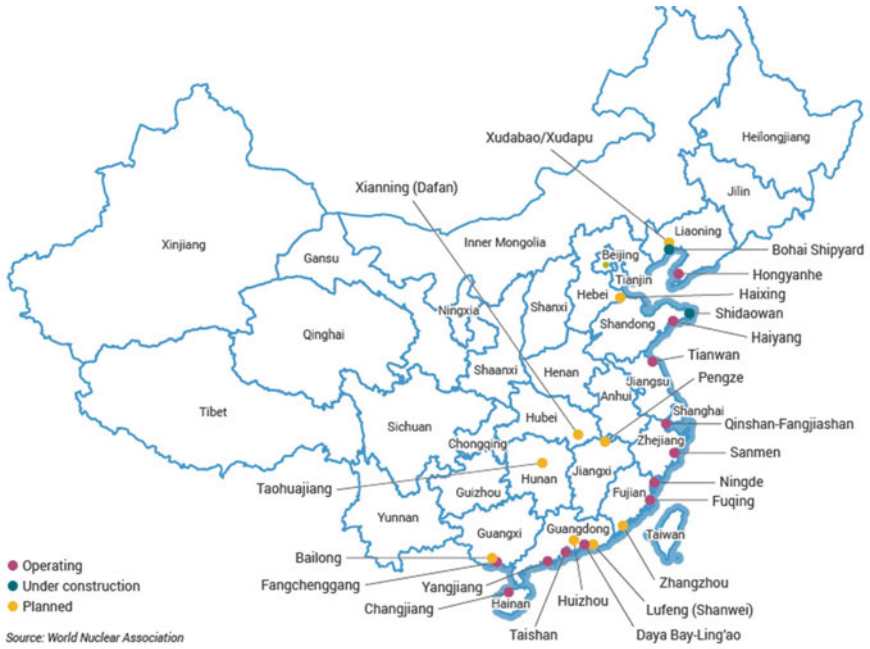 Xudabao/Xudapu
Heilongjiang
Xianning (Dafan)
Jilin
Liaoning
Xinjiang
Inner Mongolia
Bohai Shipyard
Gansu
Beijing
Hongyanhe
Tianjin
Hebei
Haixing
Ningxia
Shanxi
Shidaowan
Qinghai
Shandong
Haiyang
Tianwan
Shaanxi
Henan
Pengze
Jiangsu
Anhui
Tibet
Hubei
Shanghai
Sichuan
Qinshan-Fangjiashan
Chongqing
Zhejiang
Sanmen
Taohuajiang
Hunan
Jiangxi
Ningde
Guizhou
Fujian
Fuqing
Yunnan
Guangxi
Guangdong
Taiwan
Bailong
Operating
Under construction
Planned
Fangchenggang
Yangjiang
Zhangzhou
Changjiang
Hainan
Huizhou
Lufeng (Shanwei)
Taishan
Daya Bay-Ling'ao
Source: World Nuclear Association